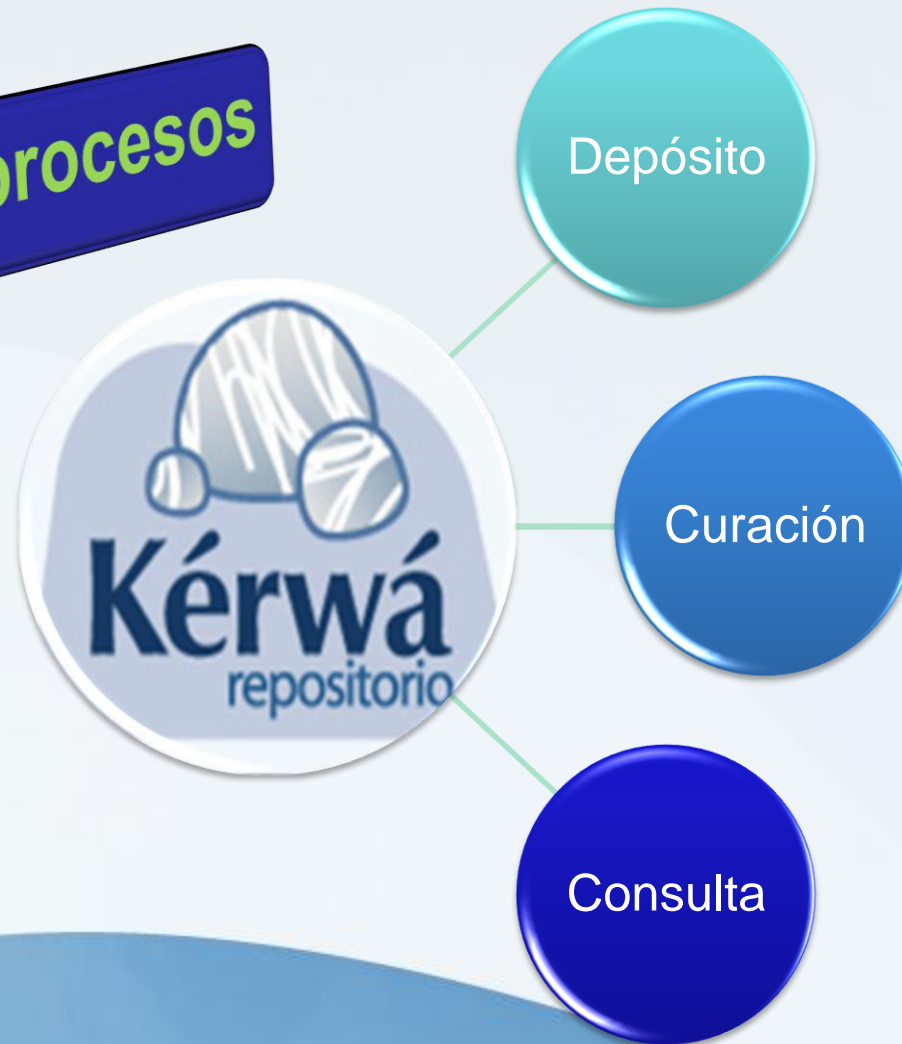 procesos
Depósito
Kérwá
repositorio
Curación
Consulta